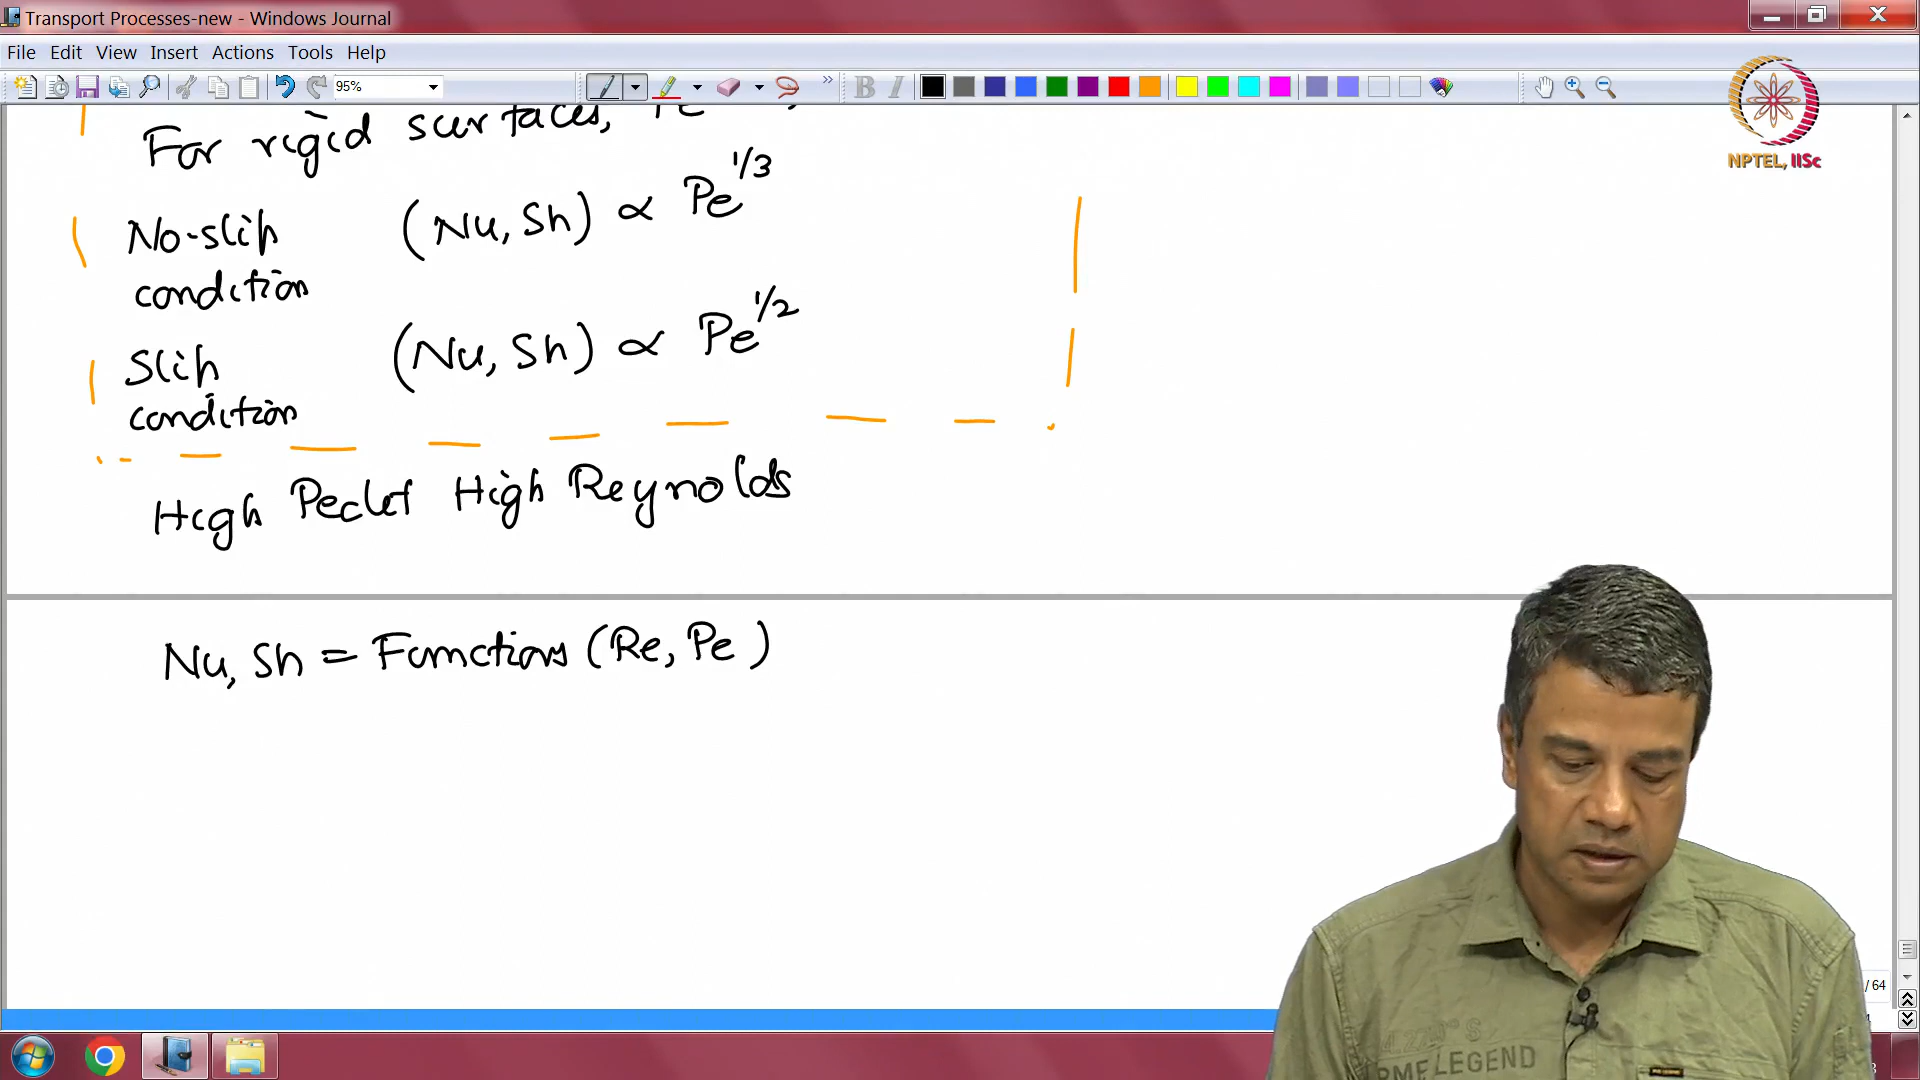 Transport Processes-new - Windows Journal
File Edit View Insert Actions Tools Help
95%
NPTEL, IISc
For rigid surfaces,
No-slip (Nu, Sh) ∝ Pe^1/3
condition
Slip (Nu, Sh) ∝ Pe^1/2
condition
High Peclet High Reynolds
Nu, Sh = Functions (Re, Pe)
/ 64